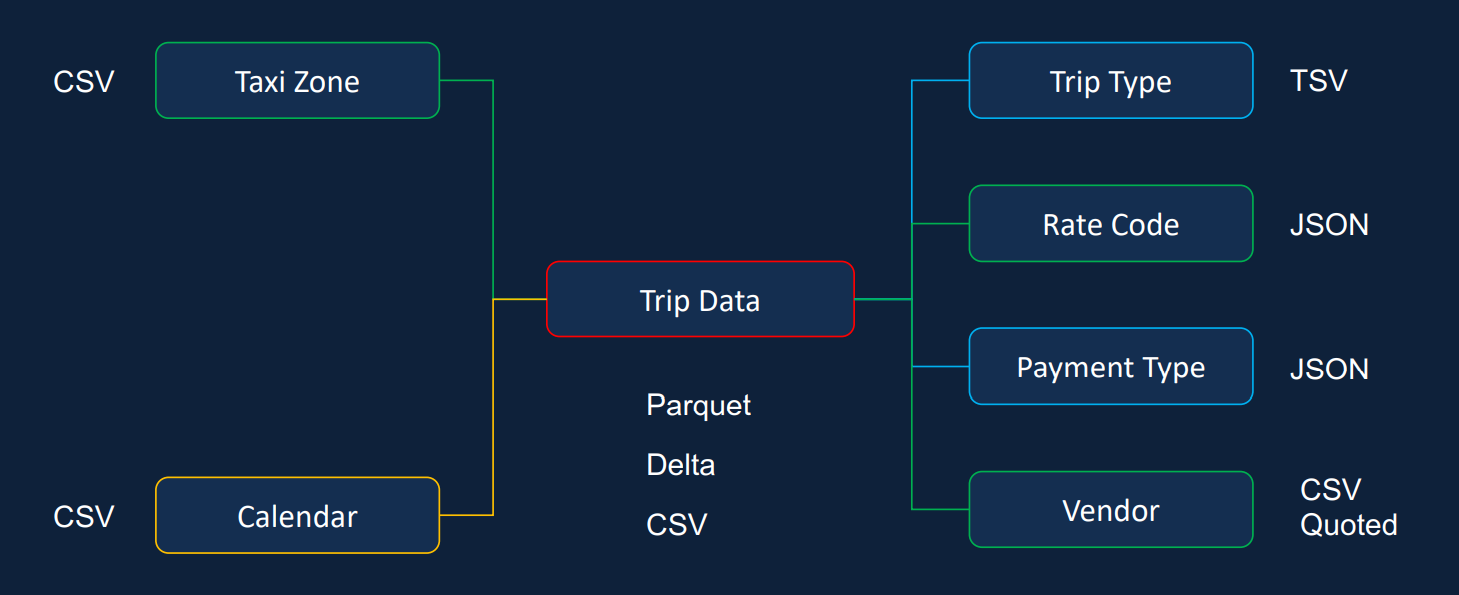 CSV
Taxi Zone
Trip Type
TSV
Rate Code
JSON
Trip Data
Payment Type
JSON
Parquet
Delta
CSV
CSV
Calendar
Vendor
CSV
Quoted